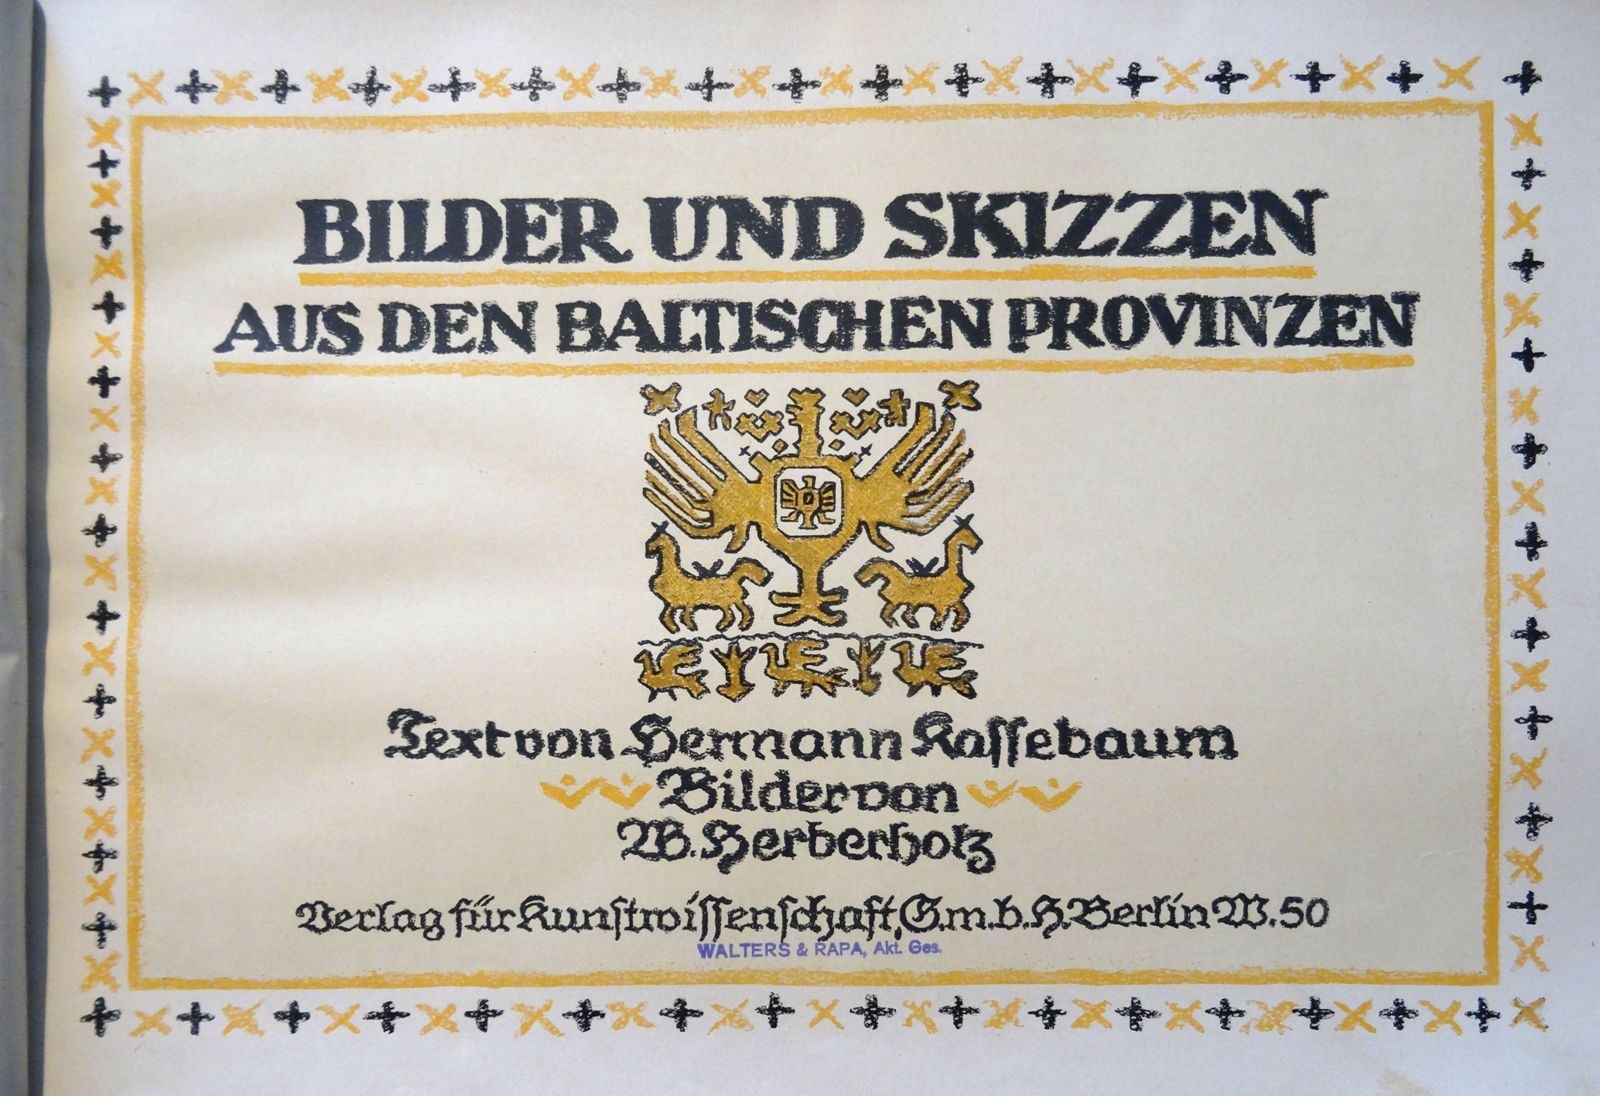 BILDER UND SKIZZEN
AUS DEN BALTISCHEN PROVINZEN
Text von Hermann Kassebaum
Bilder von
W. Herberholz
Verlag für Kunstwissenschaft, G.m.b.H. Berlin W. 50
WALTERS & RAPA, Akt. Ges.